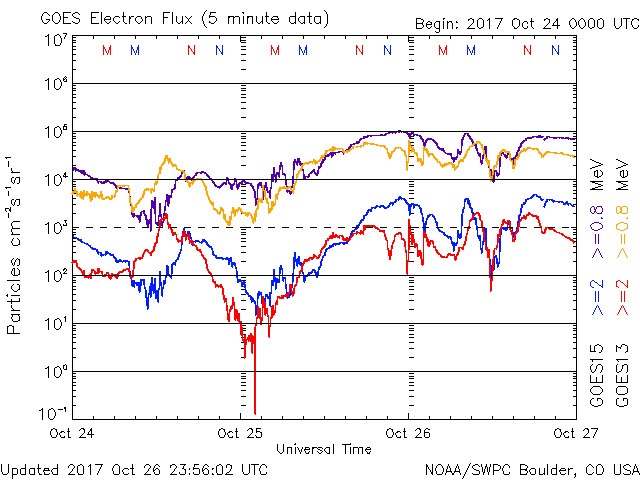 GOES Electron Flux (5 minute data)
Begin: 2017 Oct 24 0000 UTC
10⁷
M M N N M M N N M M N N
10⁶
10⁵
10⁴
10³
10²
10¹
10⁰
10⁻¹
Particles cm⁻²s⁻¹sr⁻¹
Oct 24 Oct 25 Oct 26 Oct 27
Universal Time
GOES15 >=2 >=0.8 MeV
GOES13 >=2 >=0.8 MeV
Updated 2017 Oct 26 23:56:02 UTC
NOAA/SWPC Boulder, CO USA